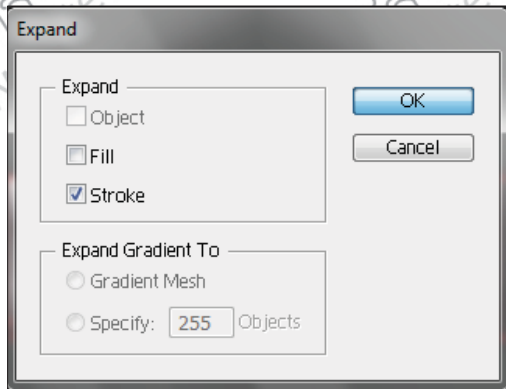 Expand
Expand
Object
Fill
Stroke
OK
Cancel
Expand Gradient To
Gradient Mesh
Specify: 255 Objects